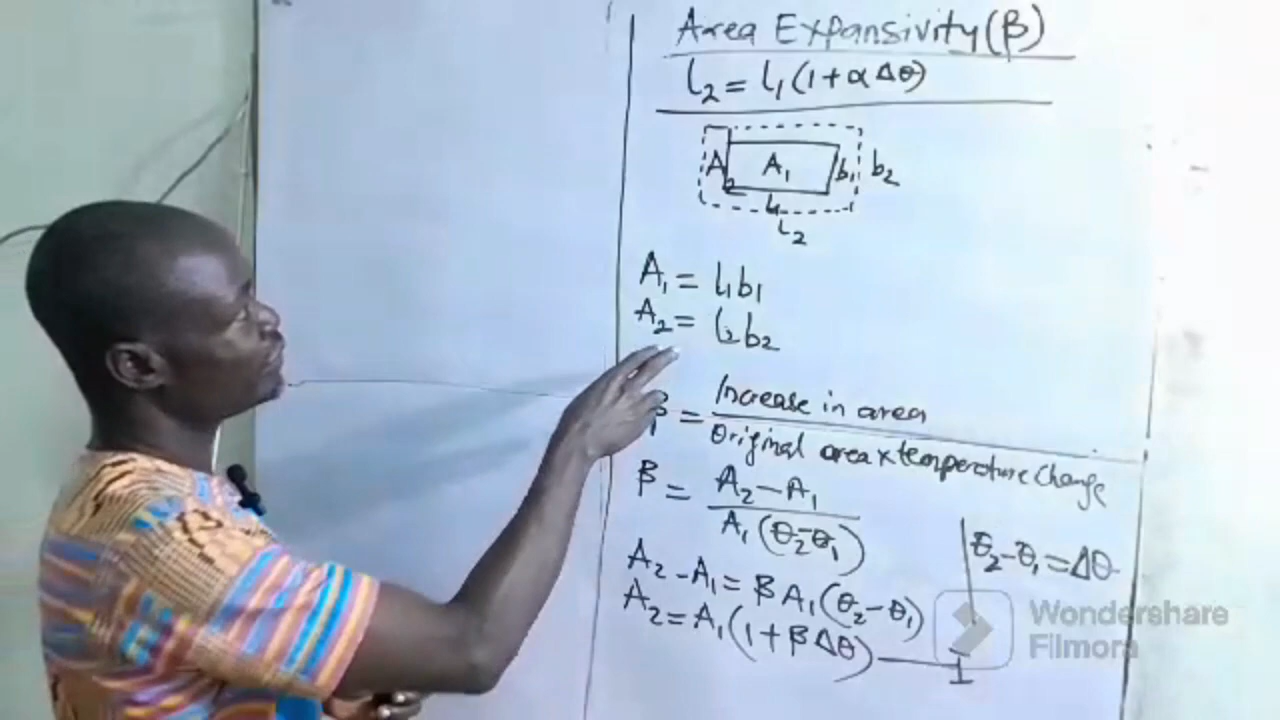 Area Expansivity (β)
l₂ = l₁(1 + α Δθ)
A₂ A₁ b₁ b₂
l₁
l₂
A₁ = l₁b₁
A₂ = l₂b₂
β = Increase in area
Original area x temperature change
β = A₂ – A₁
A₁(θ₂–θ₁)
θ₂–θ₁ = Δθ
A₂ – A₁ = β A₁(θ₂ – θ₁)
A₂ = A₁(1 + β Δθ) — 1
Wondershare
Filmora